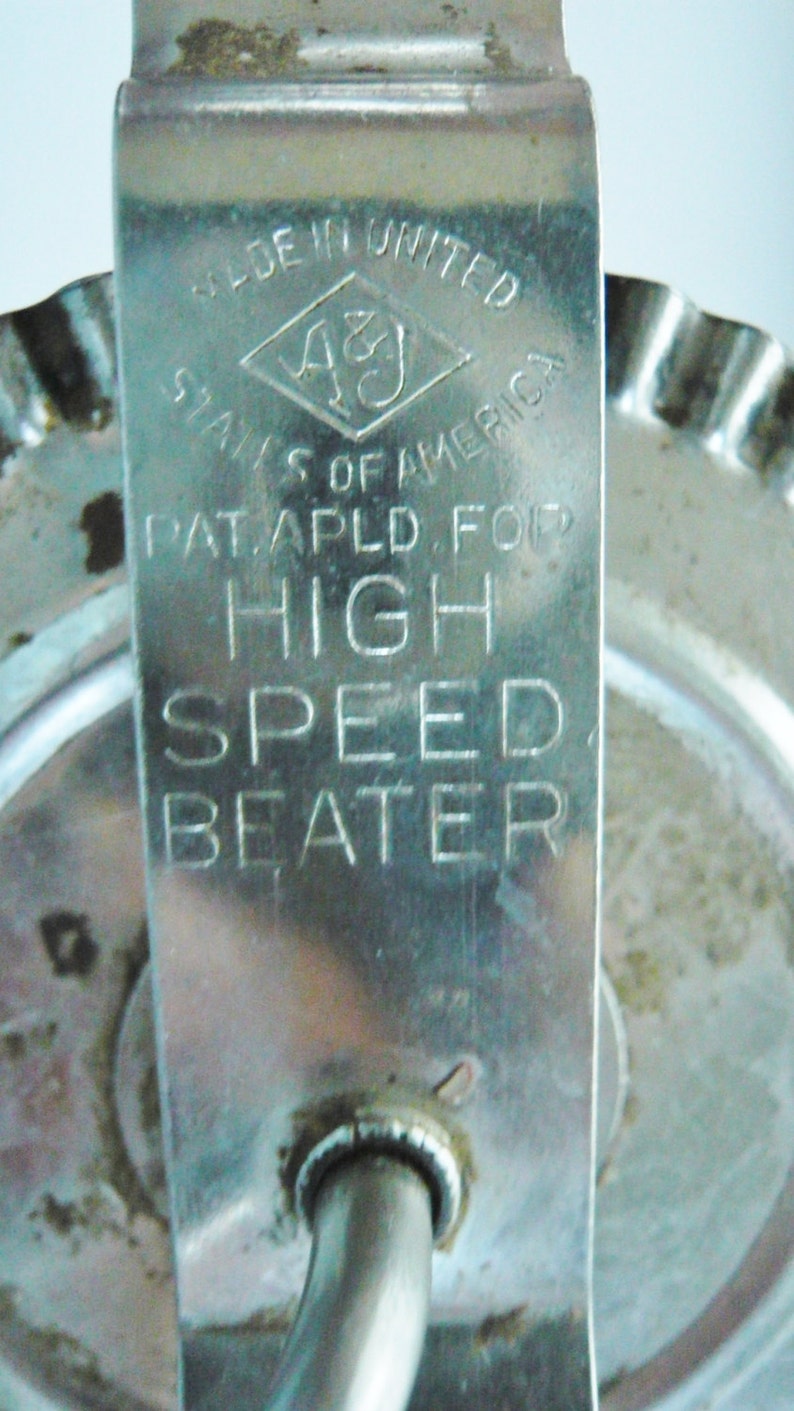 MADE IN UNITED
A&J
STATES OF AMERICA
PAT. APLD. FOR
HIGH
SPEED
BEATER